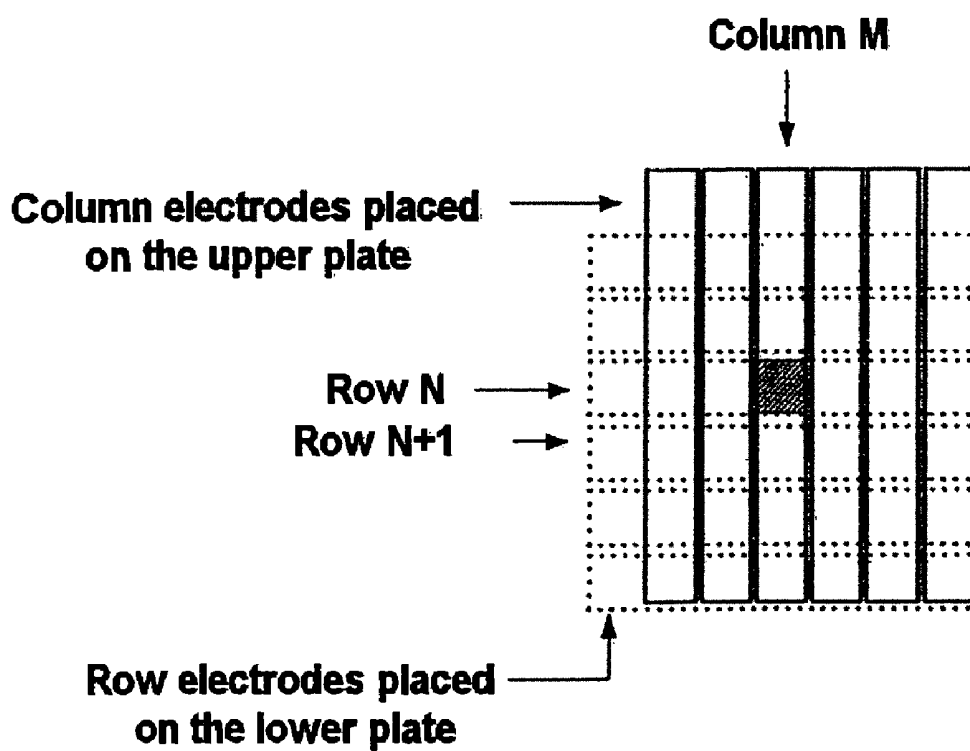 Column M
Column electrodes placed
on the upper plate
Row N
Row N+1
Row electrodes placed
on the lower plate